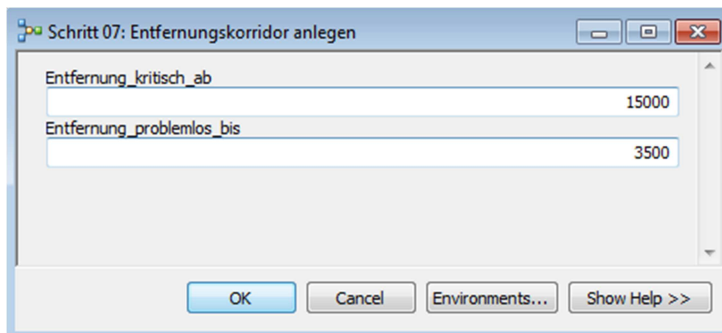 Schritt 07: Entfernungskorridor anlegen
Entfernung_kritisch_ab
15000
Entfernung_problemlos_bis
3500
OK Cancel Environments... Show Help >>